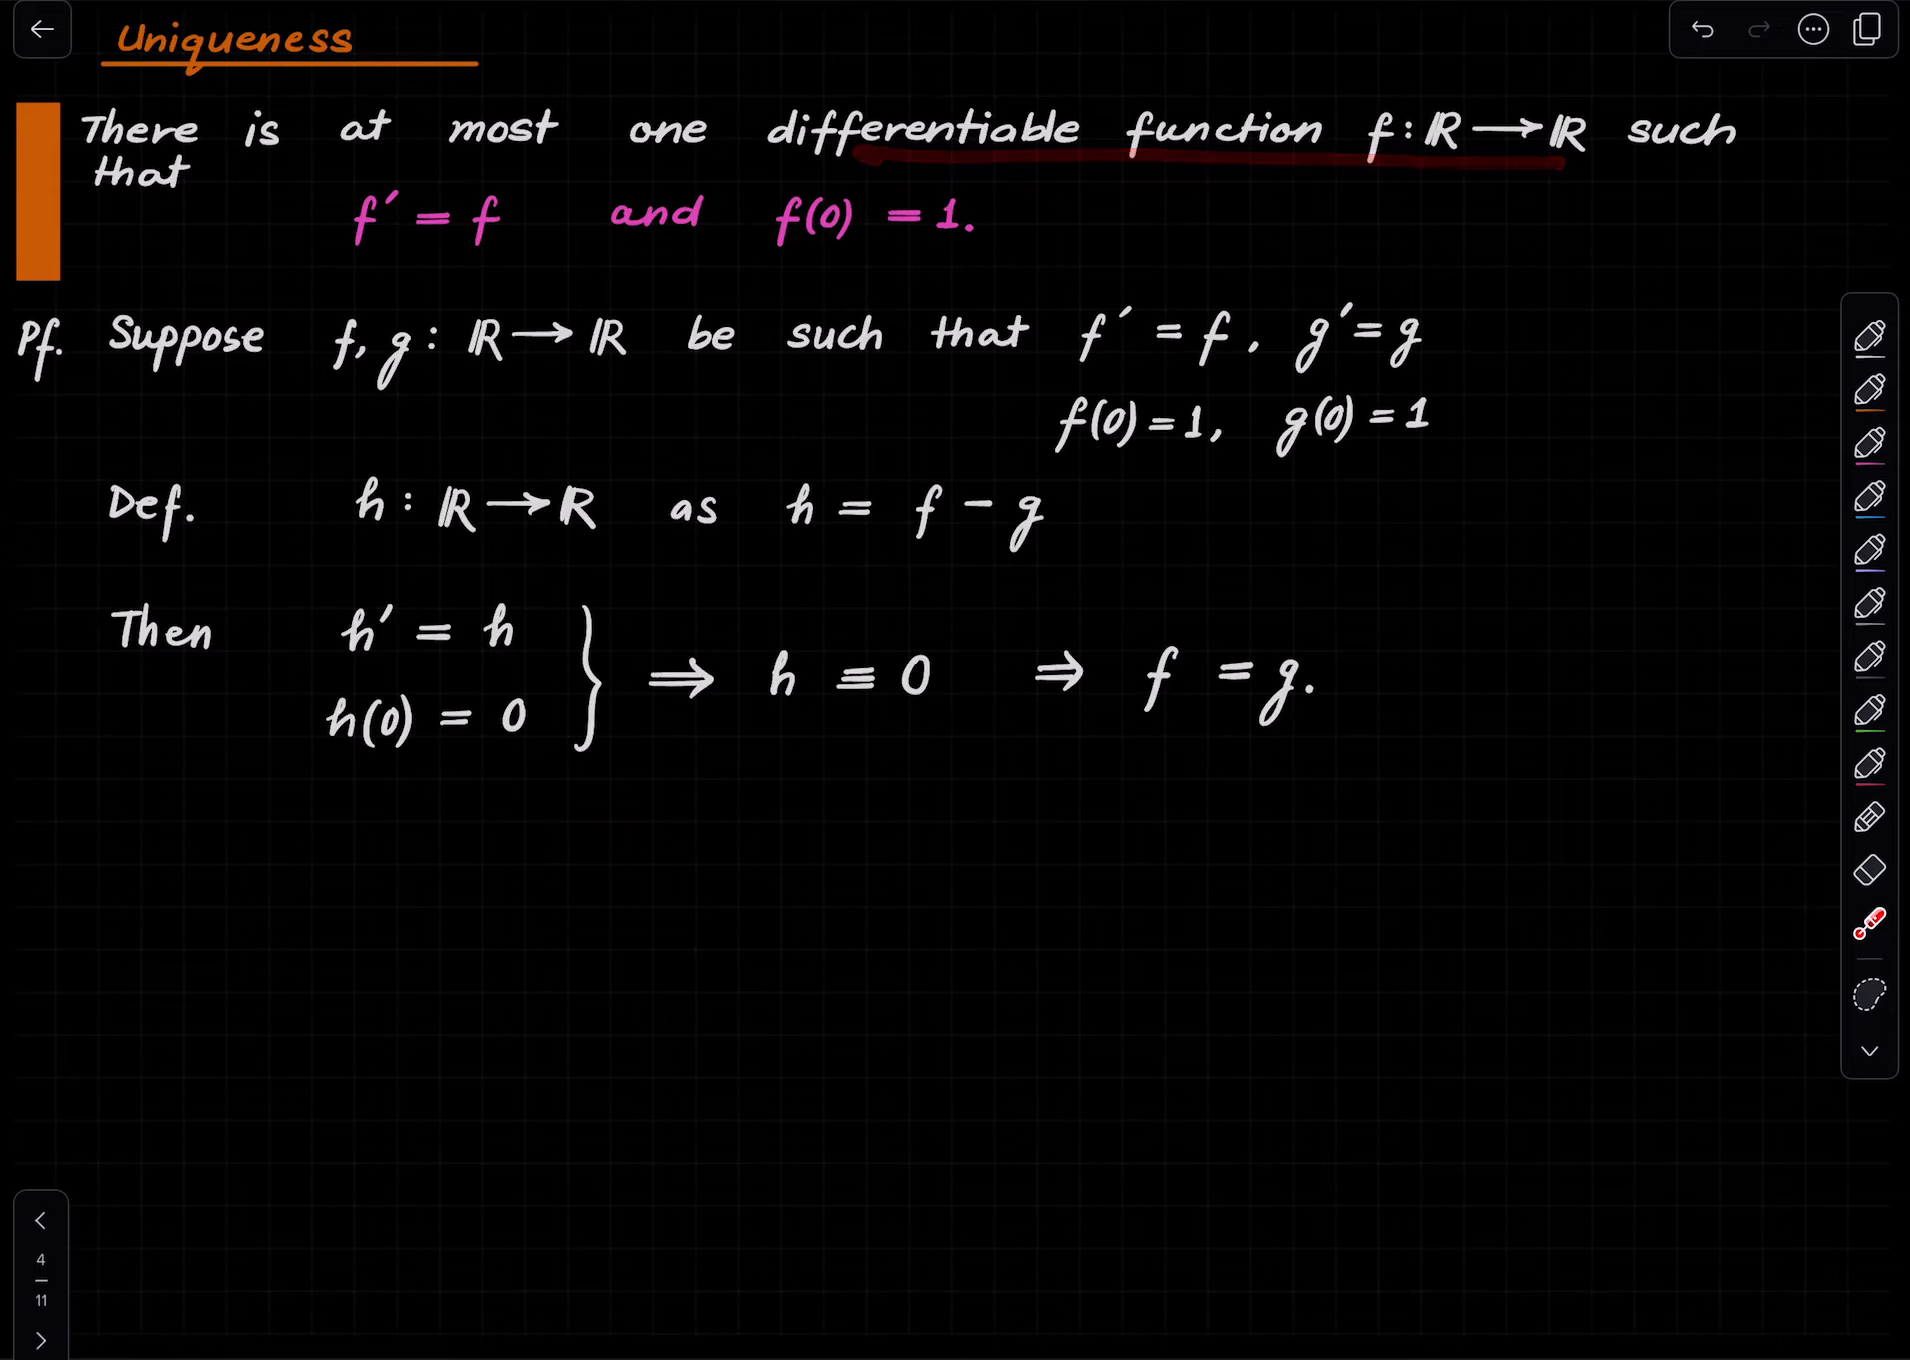 Uniqueness
There is at most one differentiable function f : ℝ ⟶ ℝ such
that
f′ = f and f(0) = 1.
Pf. Suppose f, g : ℝ ⟶ ℝ be such that f′ = f, g′ = g
f(0) = 1, g(0) = 1
Def. h : ℝ ⟶ ℝ as h = f − g
Then h′ = h
h(0) = 0 } ⟹ h ≡ 0 ⇒ f = g.
4
11